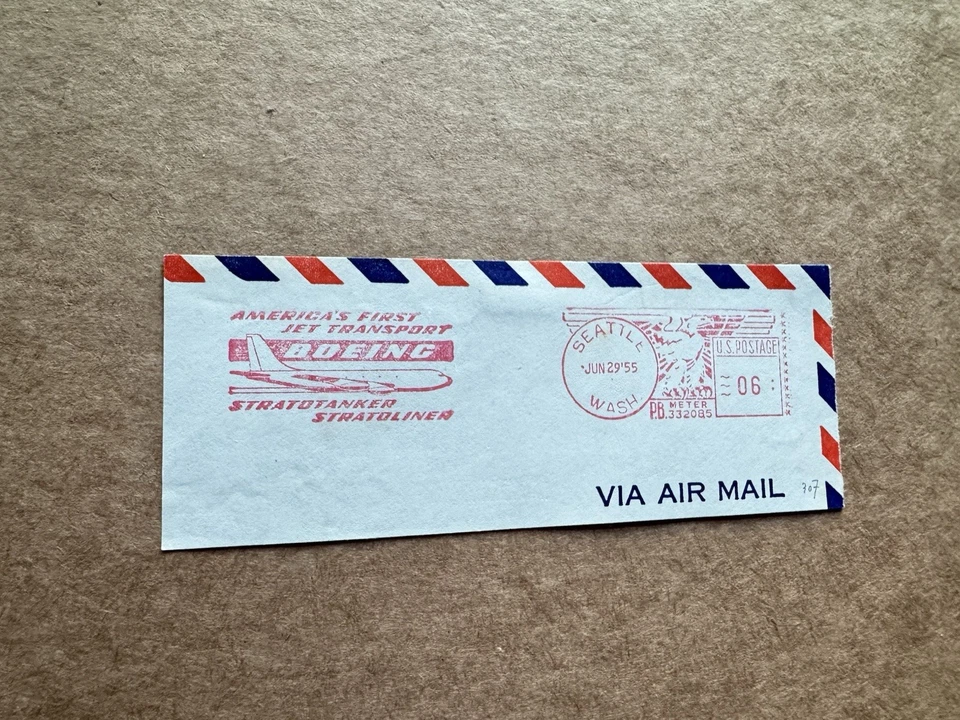 AMERICA'S FIRST
JET TRANSPORT
BOEING
STRATOTANKER
STRATOLINER
SEATTLE
JUN 29 '55
WASH
U.S. POSTAGE
06
P.B. METER
332085
VIA AIR MAIL
307